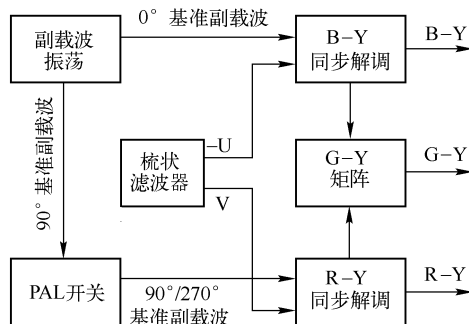 0° 基准副载波
副载波
振荡
B-Y
同步解调
B-Y
90° 基准副载波
梳状
滤波器
-U
V
G-Y
矩阵
G-Y
PAL开关
90°/270°
基准副载波
R-Y
同步解调
R-Y